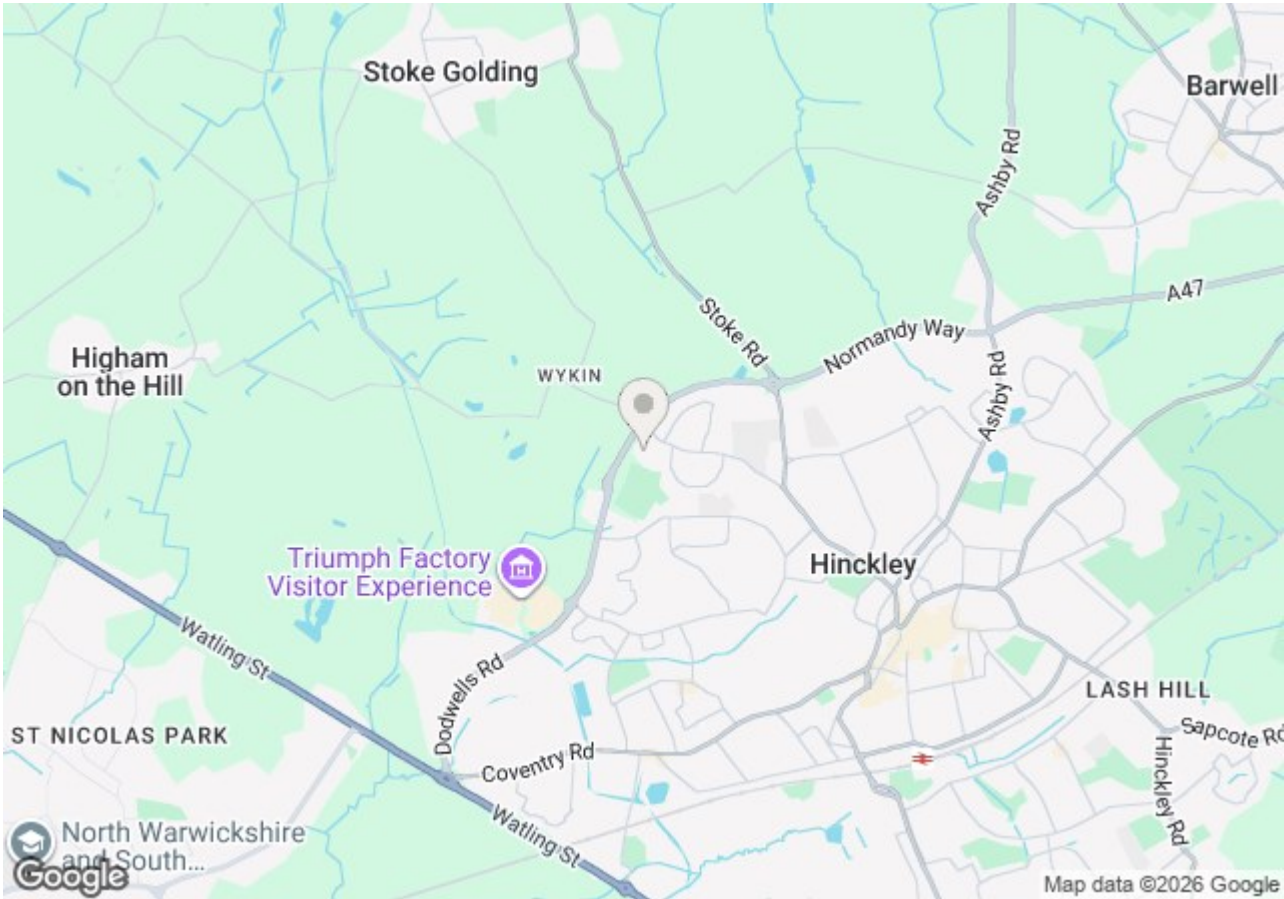 Stoke Golding
Barwell
Ashby Rd
A47
Stoke Rd
Normandy Way
Higham
on the Hill
WYKIN
Ashby Rd
Triumph Factory
Visitor Experience
Hinckley
Watling St
Dodwells Rd
LASH HILL
ST NICOLAS PARK
Sapcote Rd
Coventry Rd
Hinckley Rd
Watling St
North Warwickshire
and South...
Google
Map data ©2026 Google